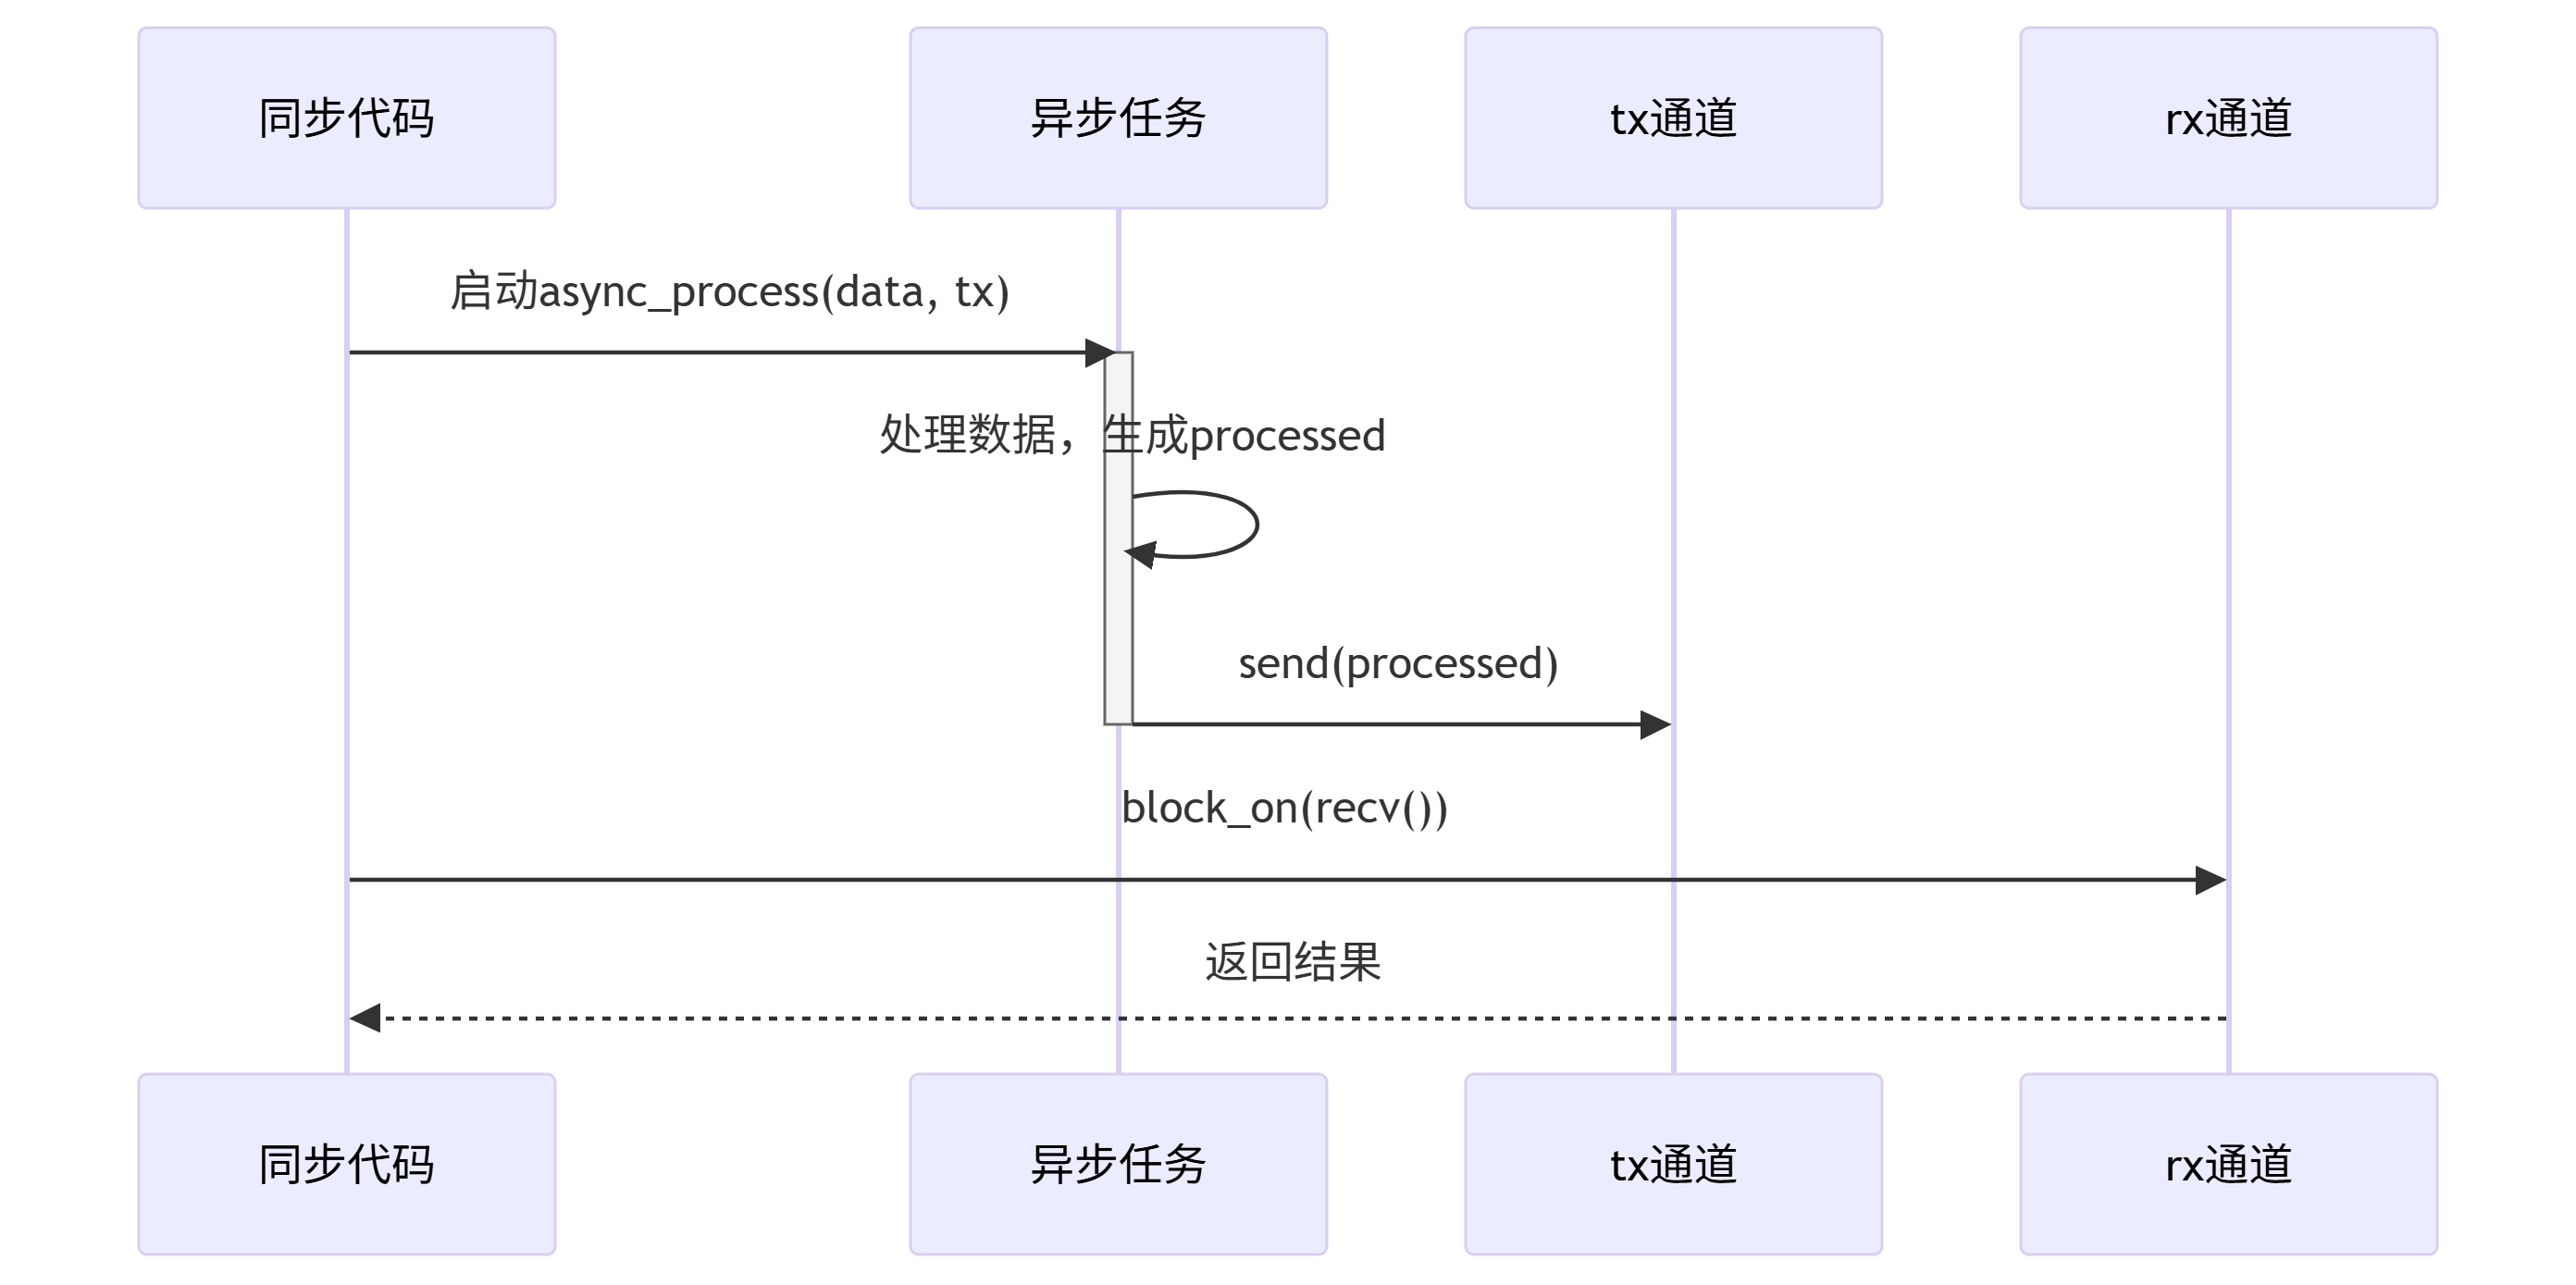 同步代码
异步任务
tx通道
rx通道
启动async_process(data, tx)
处理数据，生成processed
send(processed)
block_on(recv())
返回结果
同步代码
异步任务
tx通道
rx通道